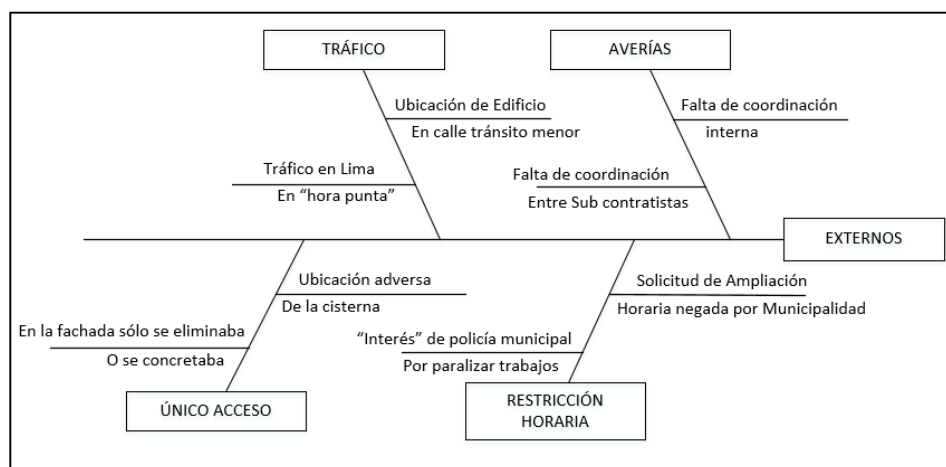 TRÁFICO
AVERÍAS
Ubicación de Edificio
En calle tránsito menor
Falta de coordinación
interna
Tráfico en Lima
En “hora punta”
Falta de coordinación
Entre Sub contratistas
EXTERNOS
Ubicación adversa
De la cisterna
Solicitud de Ampliación
Horaria negada por Municipalidad
En la fachada sólo se eliminaba
O se concretaba
“Interés” de policía municipal
Por paralizar trabajos
ÚNICO ACCESO
RESTRICCIÓN
HORARIA